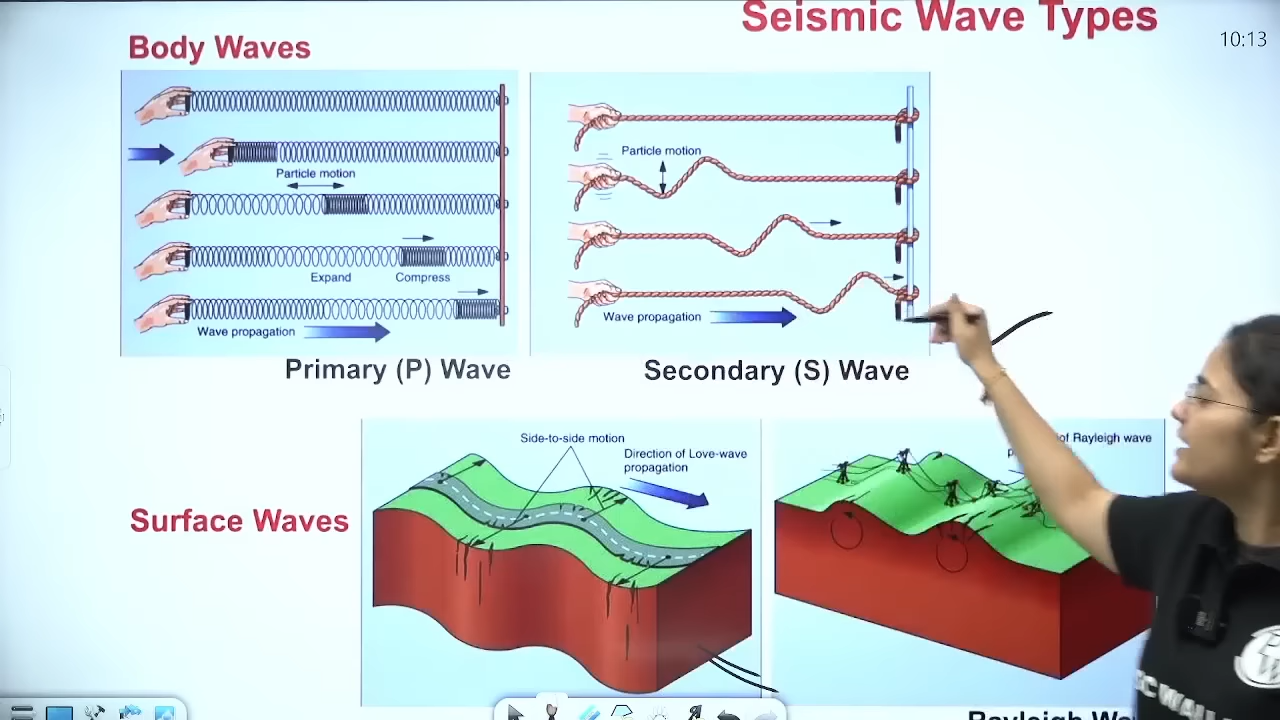 Seismic Wave Types
10:13
Body Waves
Particle motion
Expand
Compress
Wave propagation
Primary (P) Wave
Particle motion
Wave propagation
Secondary (S) Wave
Surface Waves
Side-to-side motion
Direction of Love-wave
propagation
of Rayleigh wave
Rayleigh